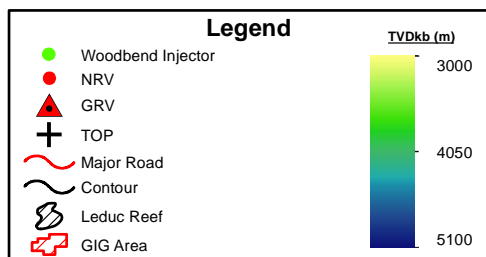 Legend
Woodbend Injector
NRV
GRV
TOP
Major Road
Contour
Leduc Reef
GIG Area
TVDkb (m)
3000
4050
5100